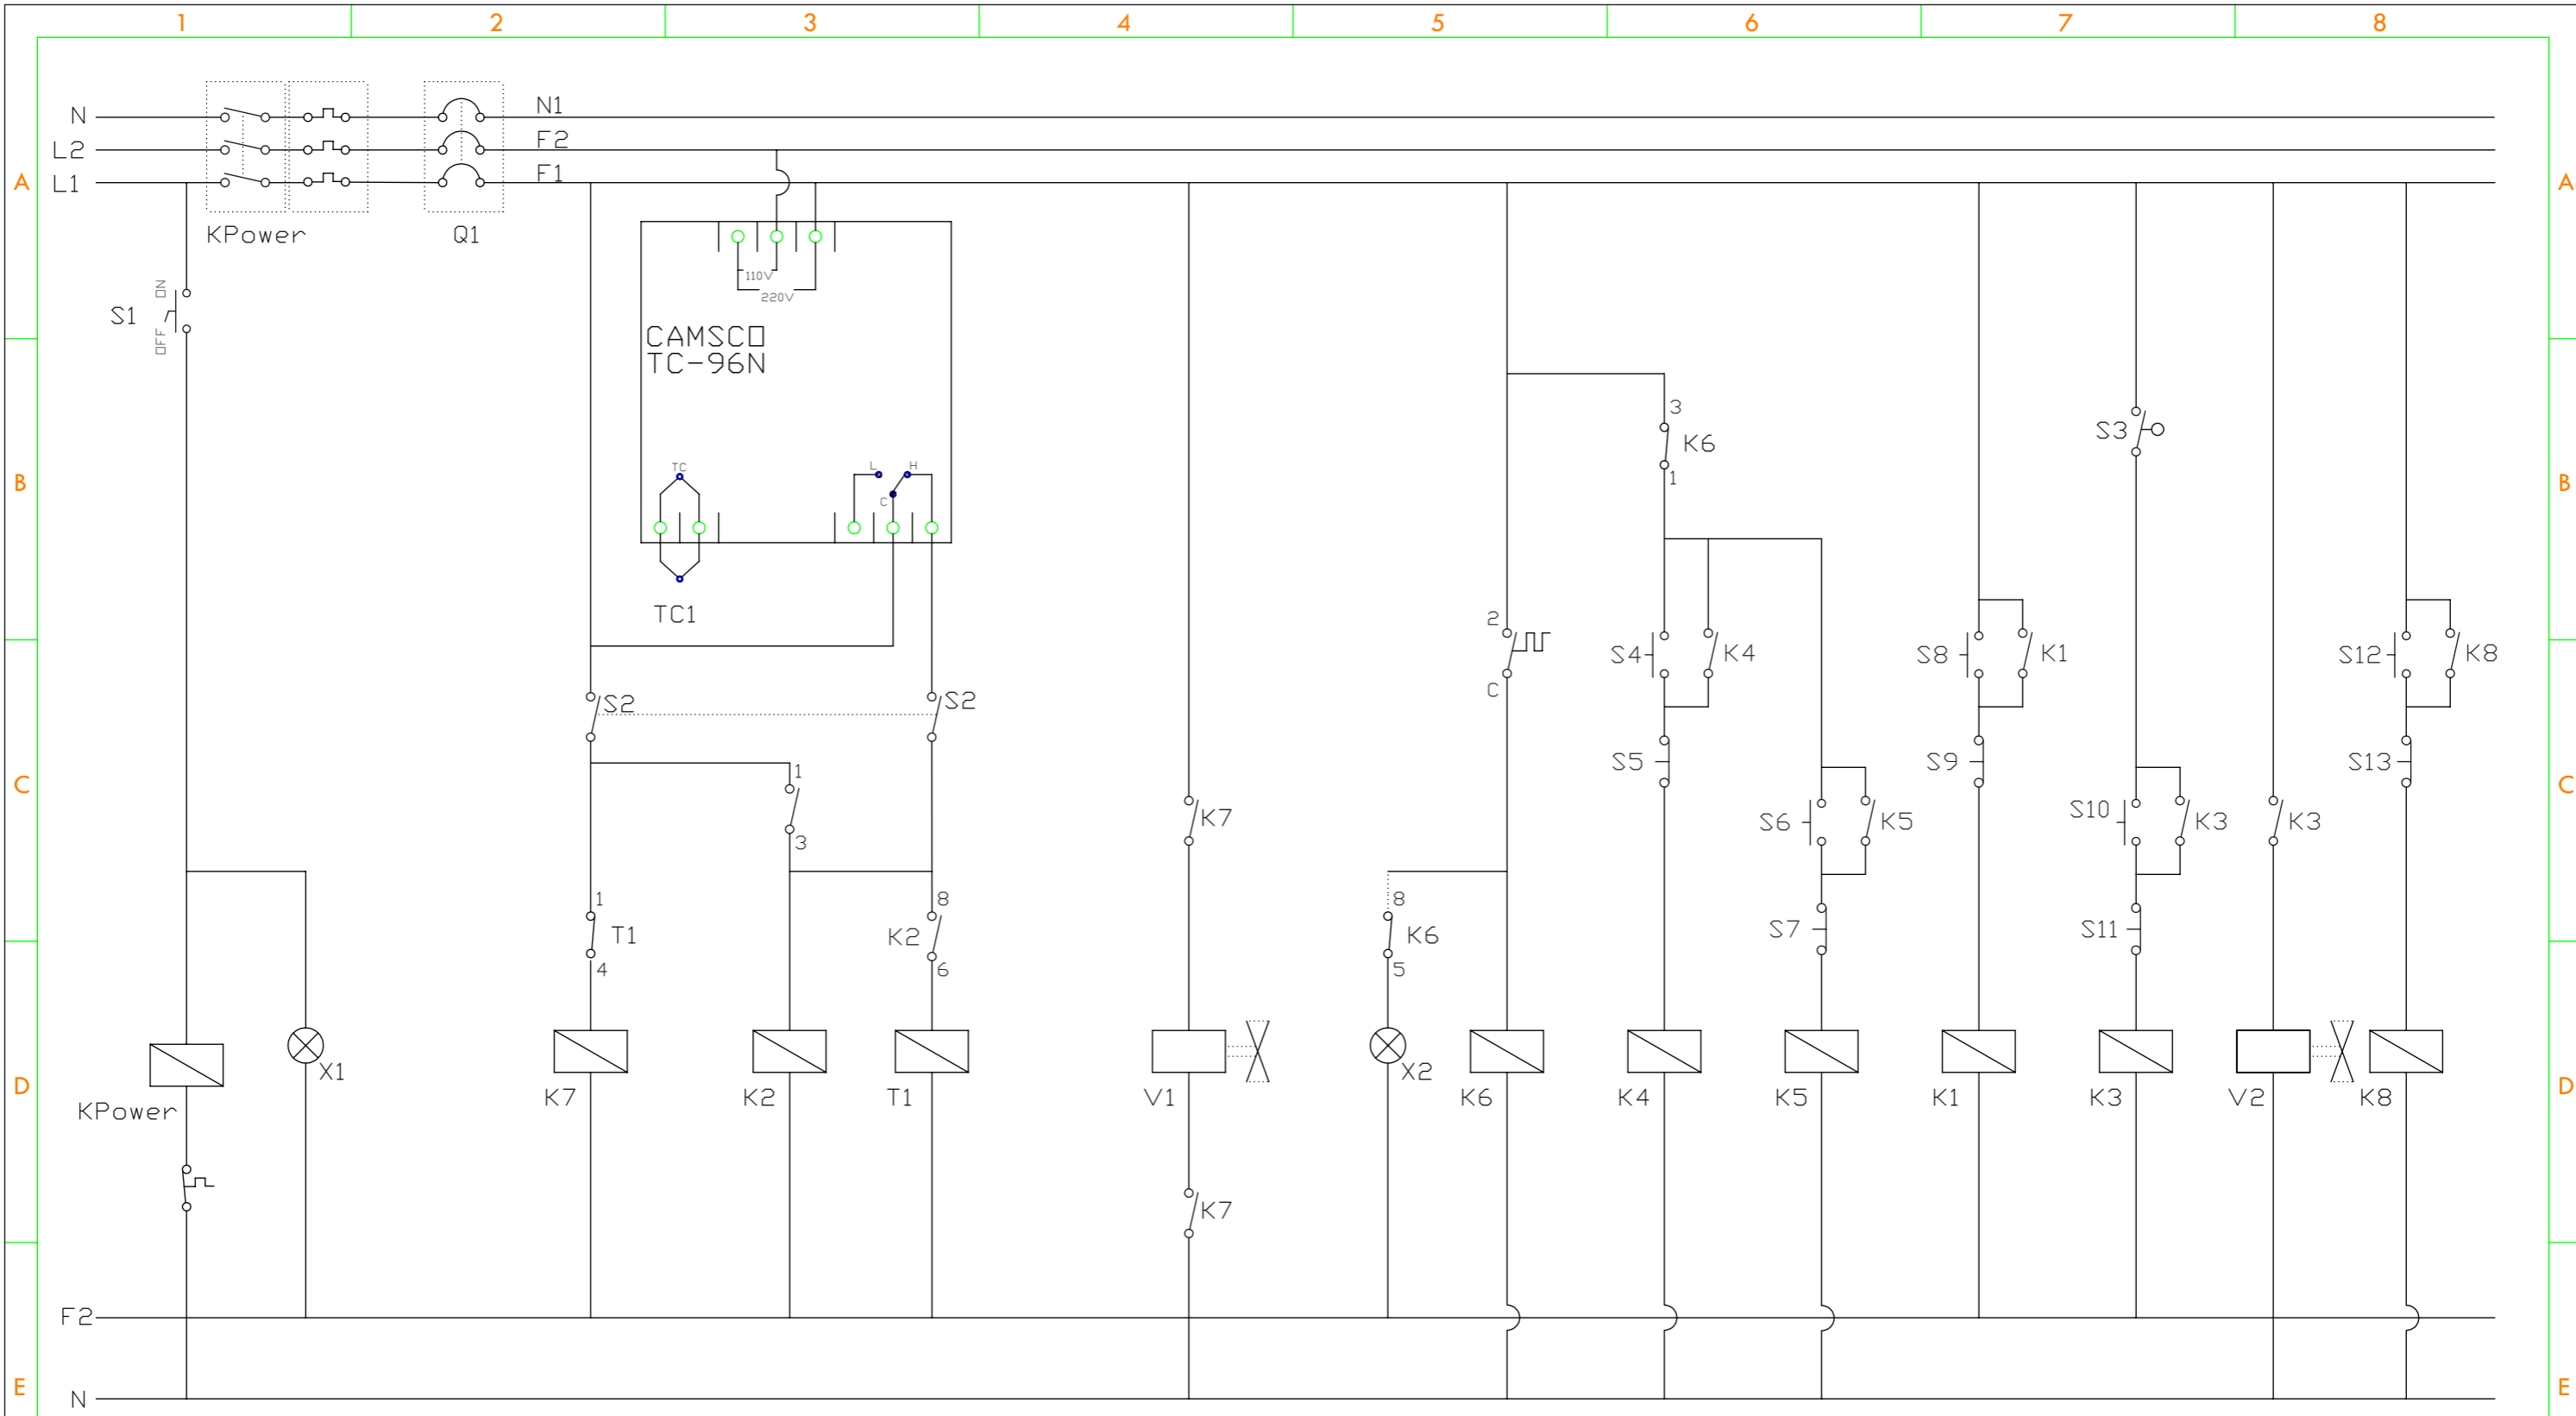 1 2 3 4 5 6 7 8
N N1
L2 F2
A L1 F1 A
KPower Q1
110V
220V
ON
S1
OFF
CAMSCO
TC-96N
3
K6
1
S3
B TC L H B
C
TC1
2
C
S4 K4 S8 K1 S12 K8
S2 S2
S5 S9 S13
C 1 C
3
K7 S6 K5 S10 K3 K3
1 8 8
T1 K2 K6 S7 S11
4 6 5
D X1 X2 D
KPower K7 K2 T1 V1 K6 K4 K5 K1 K3 V2 K8
K7
F2
E N E